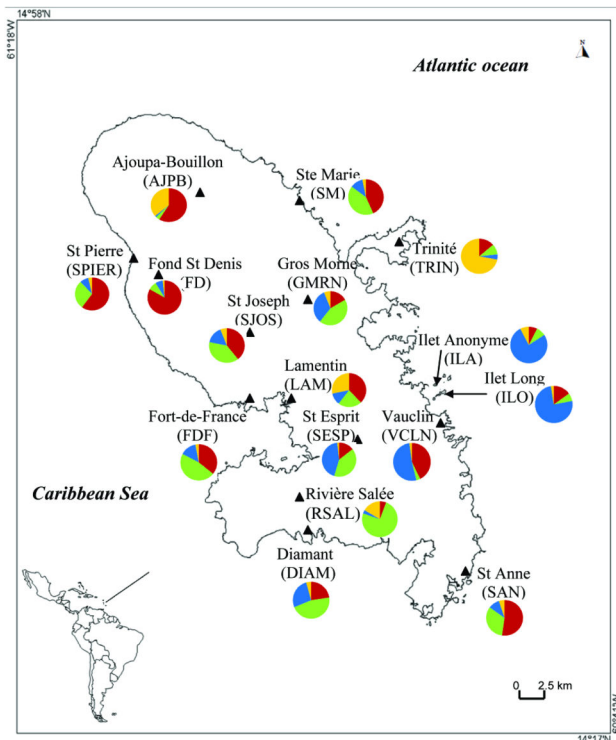 14°58'N
61°18'W
N
Atlantic ocean
Ajoupa-Bouillon
(AJPB)
Ste Marie
(SM)
St Pierre
(SPIER)
Fond St Denis
(FD)
Gros Morne
(GMRN)
Trinité
(TRIN)
St Joseph
(SJOS)
Ilet Anonyme
(ILA)
Lamentin
(LAM)
Ilet Long
(ILO)
Fort-de-France
(FDF)
St Esprit
(SESP)
Vauclin
(VCLN)
Caribbean Sea
Rivière Salée
(RSAL)
Diamant
(DIAM)
St Anne
(SAN)
0 2.5 km
14°17'N